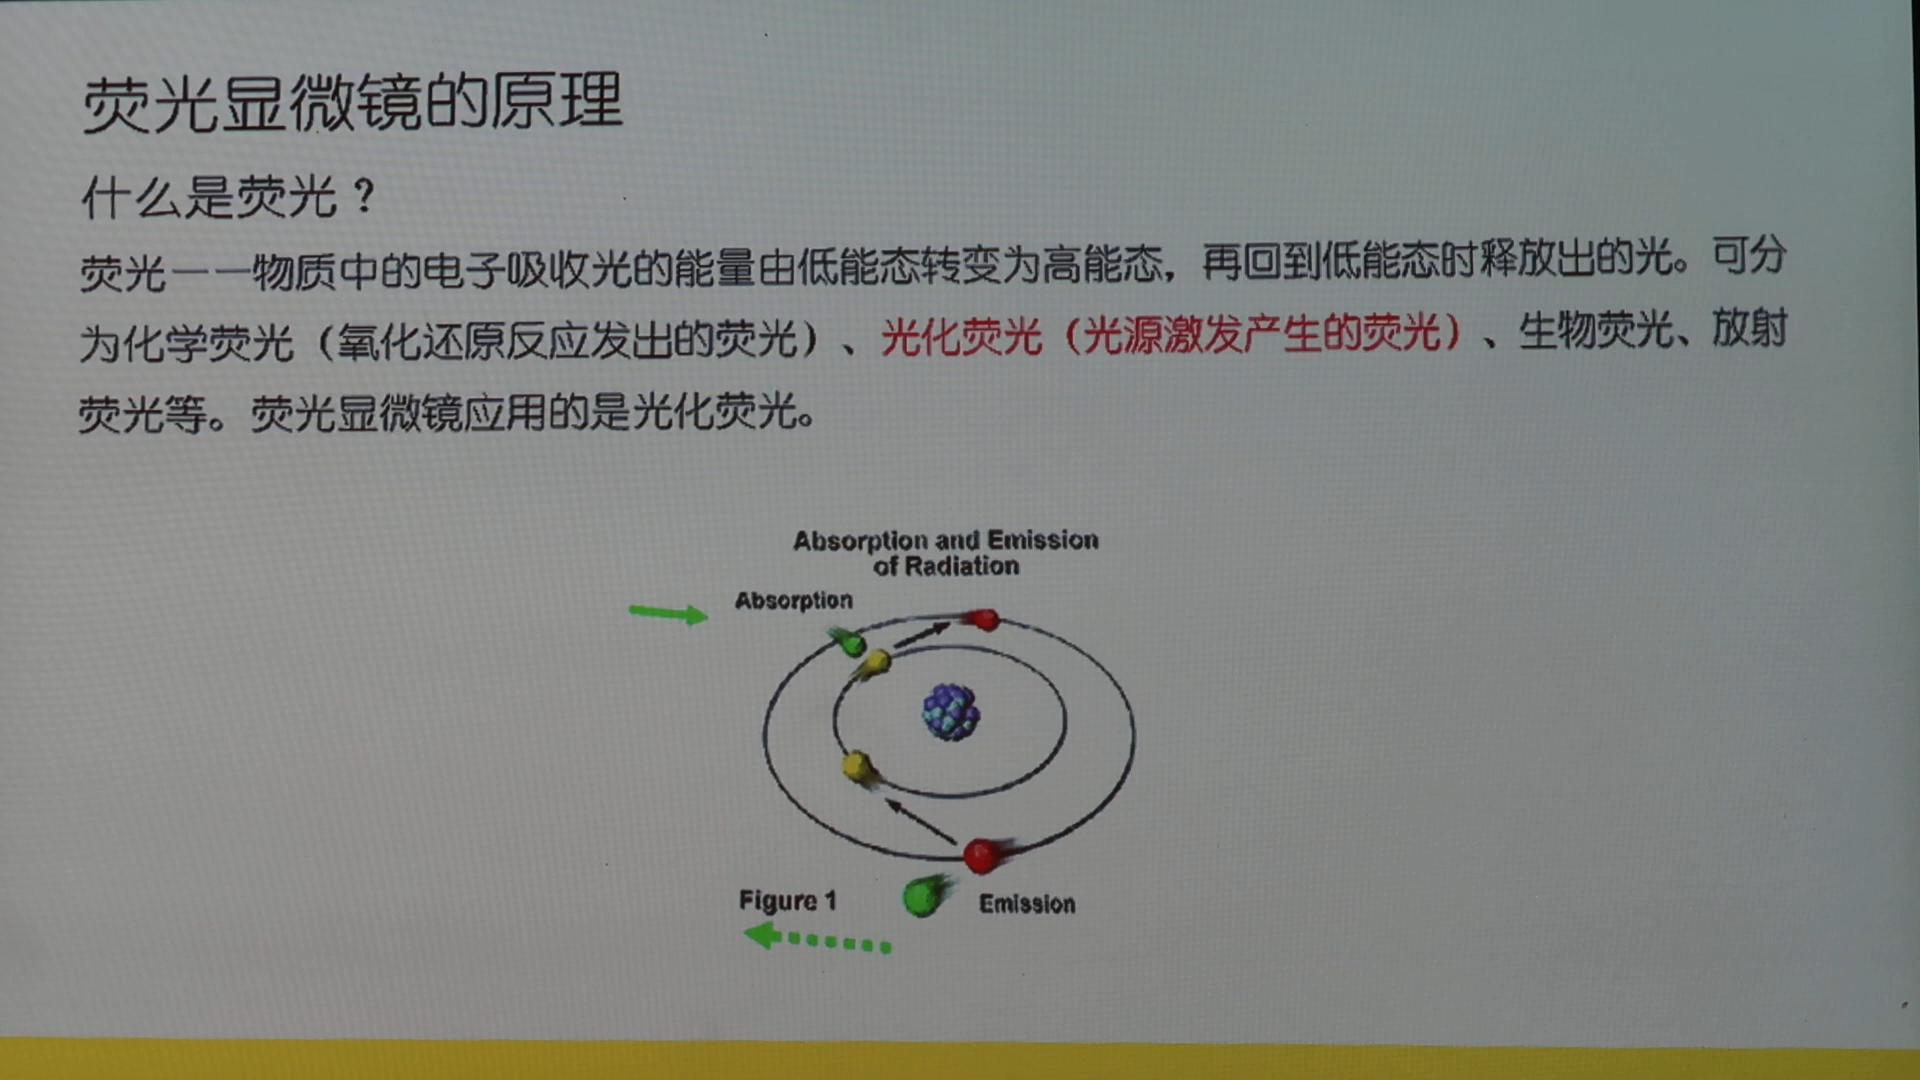 荧光显微镜的原理
什么是荧光？
荧光——物质中的电子吸收光的能量由低能态转变为高能态，再回到低能态时释放出的光。可分
为化学荧光（氧化还原反应发出的荧光）、光化荧光（光源激发产生的荧光）、生物荧光、放射
荧光等。荧光显微镜应用的是光化荧光。
Absorption and Emission
of Radiation
Absorption
Figure 1
Emission